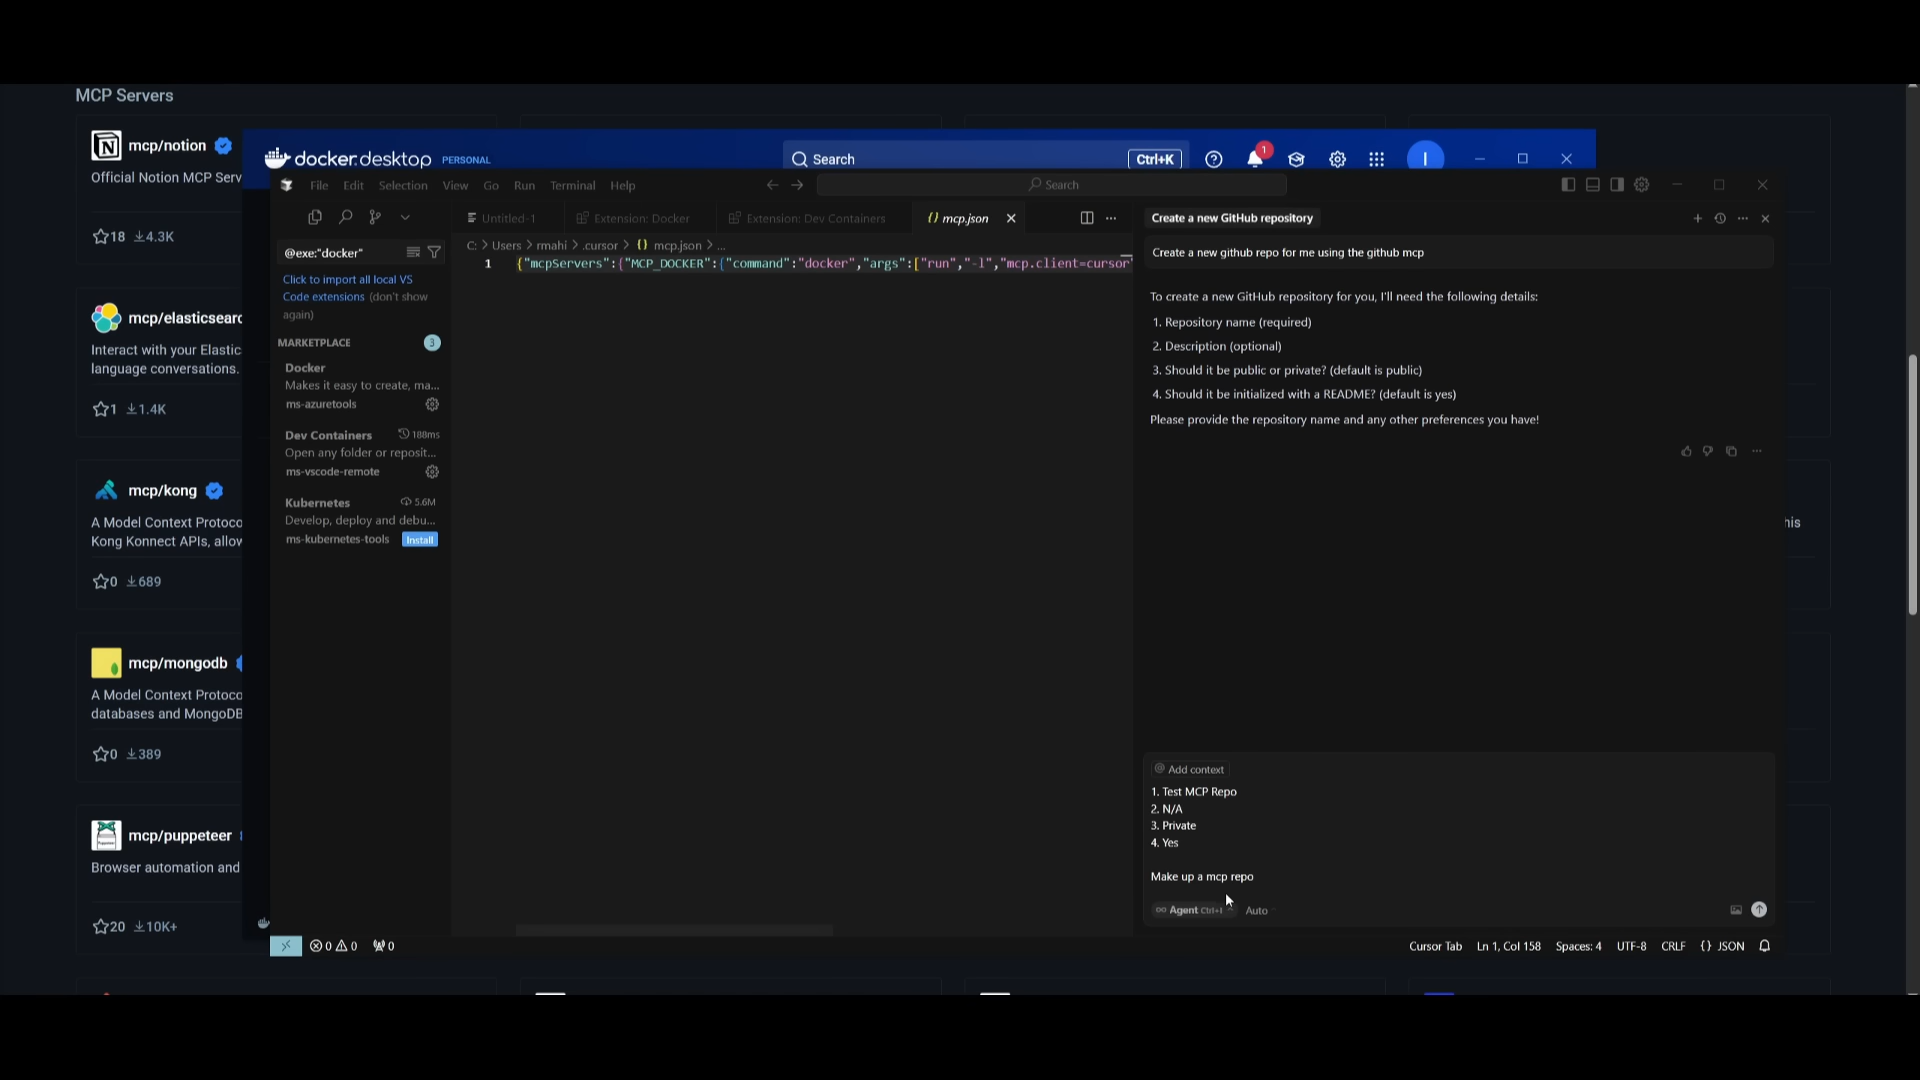 MCP Servers
mcp/notion
Official Notion MCP Serv
18 4.3K
mcp/elasticsearc
Interact with your Elastic
language conversations.
1 1.4K
mcp/kong
A Model Context Protoco
Kong Konnect APIs, allow
0 689
mcp/mongodb
A Model Context Protoco
databases and MongoDB
0 389
mcp/puppeteer
Browser automation and
20 10K+
his
docker.desktop PERSONAL
Search Ctrl+K
1
I
File Edit Selection View Go Run Terminal Help
Search
@exe:"docker"
Click to import all local VS
Code extensions (don't show
again)
MARKETPLACE 3
Docker
Makes it easy to create, ma...
ms-azuretools
Dev Containers 188ms
Open any folder or reposit...
ms-vscode-remote
Kubernetes 5.6M
Develop, deploy and debu...
ms-kubernetes-tools Install
Untitled-1 Extension: Docker Extension: Dev Containers {} mcp.json
C: > Users > rmahi > .cursor > {} mcp.json > ...
1 {"mcpServers":{"MCP_DOCKER":{"command":"docker","args":["run","-l","mcp.client=cursor"
Create a new GitHub repository
Create a new github repo for me using the github mcp
To create a new GitHub repository for you, I'll need the following details:
1. Repository name (required)
2. Description (optional)
3. Should it be public or private? (default is public)
4. Should it be initialized with a README? (default is yes)
Please provide the repository name and any other preferences you have!
@ Add context
1. Test MCP Repo
2. N/A
3. Private
4. Yes
Make up a mcp repo
Agent Ctrl+I Auto
0 0 0
Cursor Tab Ln 1, Col 158 Spaces: 4 UTF-8 CRLF {} JSON